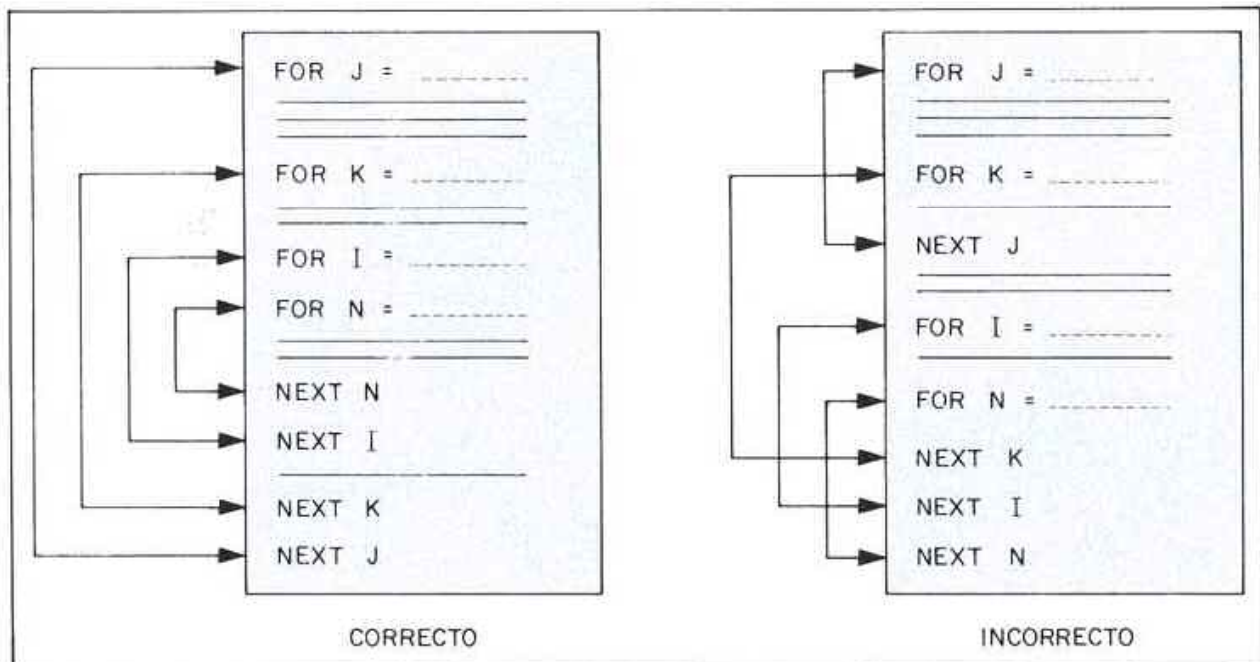 FOR J =
FOR K =
FOR I =
FOR N =
NEXT N
NEXT I
NEXT K
NEXT J
CORRECTO
FOR J =
FOR K =
NEXT J
FOR I =
FOR N =
NEXT K
NEXT I
NEXT N
INCORRECTO